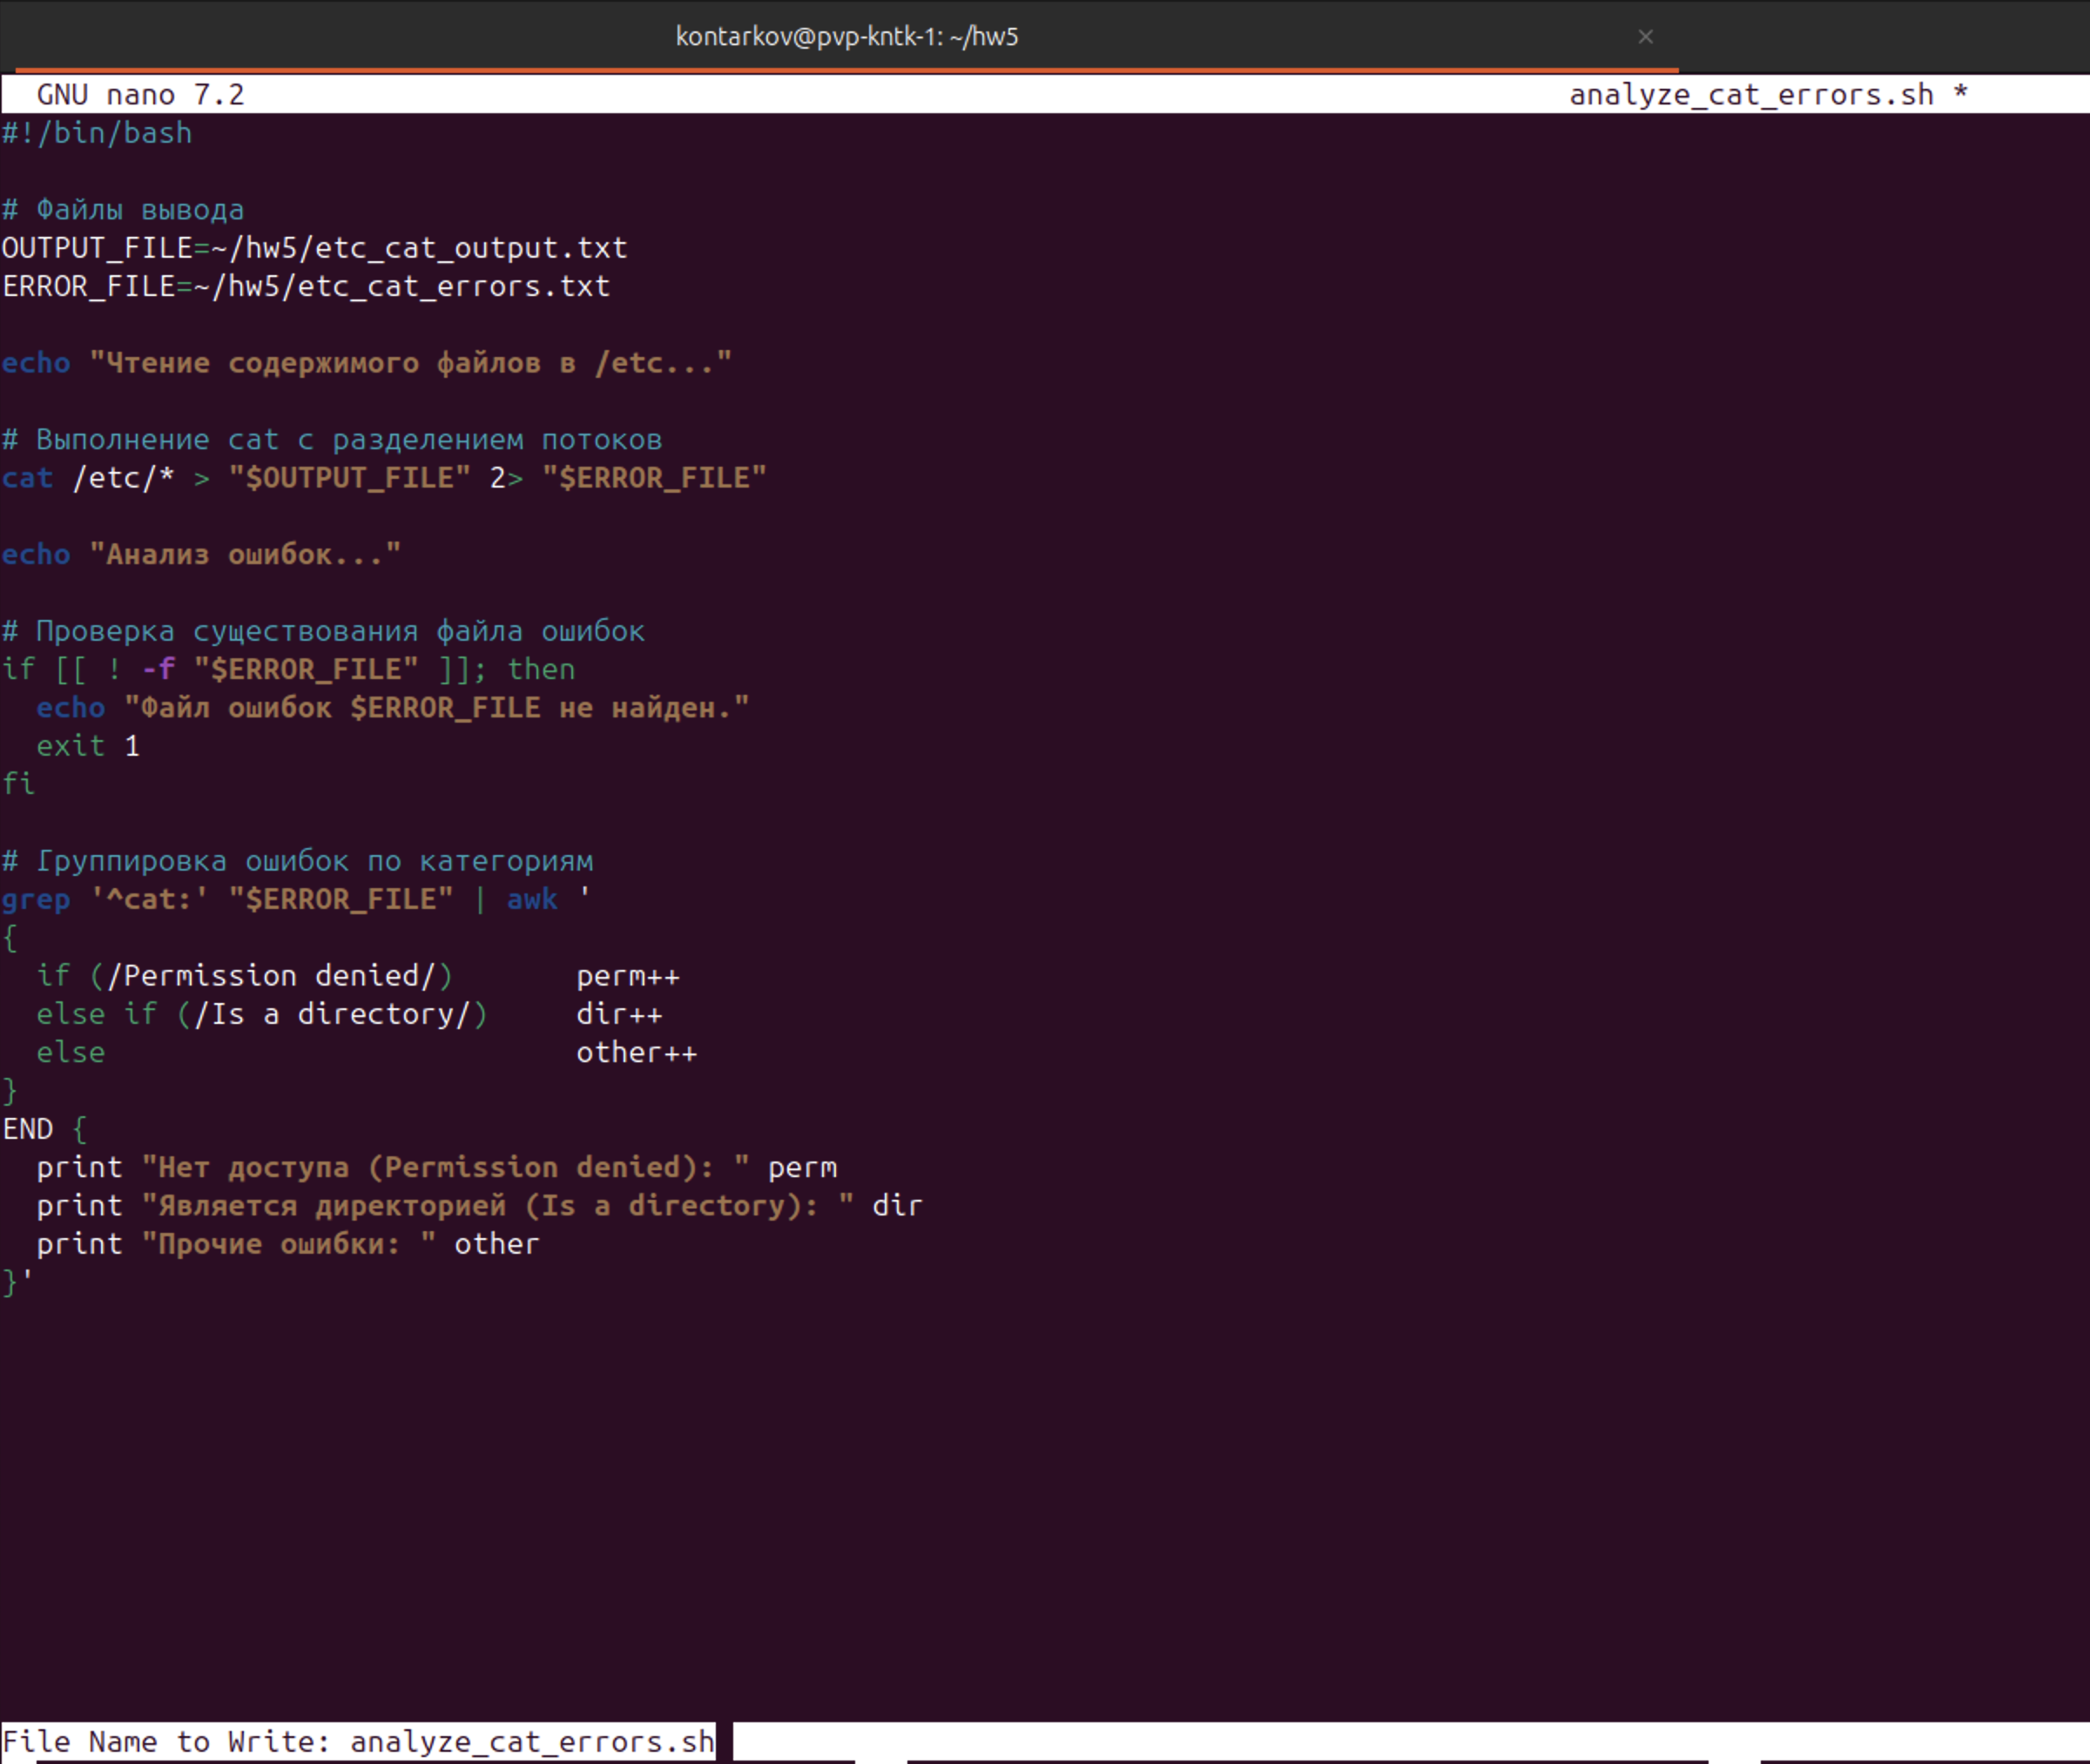 kontarkov@pvp-kntk-1: ~/hw5 ×
GNU nano 7.2 analyze_cat_errors.sh *
#!/bin/bash
# Файлы вывода
OUTPUT_FILE=~/hw5/etc_cat_output.txt
ERROR_FILE=~/hw5/etc_cat_errors.txt
echo "Чтение содержимого файлов в /etc..."
# Выполнение cat с разделением потоков
cat /etc/* > "$OUTPUT_FILE" 2> "$ERROR_FILE"
echo "Анализ ошибок..."
# Проверка существования файла ошибок
if [[ ! -f "$ERROR_FILE" ]]; then
  echo "Файл ошибок $ERROR_FILE не найден."
  exit 1
fi
# Группировка ошибок по категориям
grep '^cat:' "$ERROR_FILE" | awk '
{
  if (/Permission denied/)       perm++
  else if (/Is a directory/)     dir++
  else                           other++
}
END {
  print "Нет доступа (Permission denied): " perm
  print "Является директорией (Is a directory): " dir
  print "Прочие ошибки: " other
}'
File Name to Write: analyze_cat_errors.sh